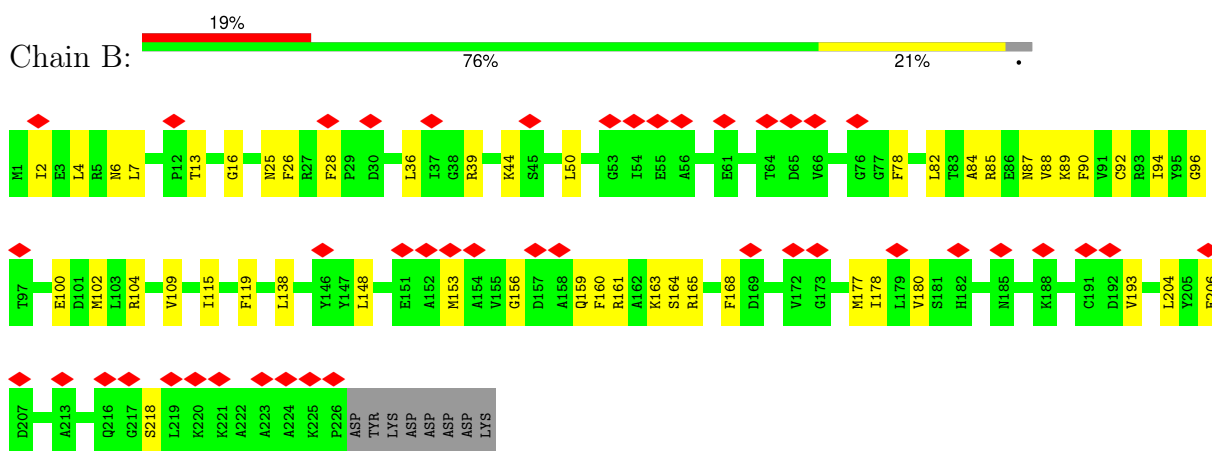 19%
Chain B:
76% 21% •
M1 I2 E3 L4 R5 N6 L7 P12 T13 G16 N25 F26 R27 F28 P29 D30 L36 I37 G38 R39 K44 S45 L50 G53 I54 E55 A56 E61 T64 D65 V66 G76 G77 F78 L82 T83 A84 R85 E86 N87 V88 K89 F90 V91 C92 R93 I94 Y95 G96
T97 E100 D101 M102 L103 R104 V109 I115 F119 L138 Y146 Y147 L148 E151 A152 M153 A154 V155 G156 D157 A158 Q159 F160 R161 A162 K163 S164 R165 F168 D169 V172 G173 M177 I178 L179 V180 S181 H182 N185 K188 C191 D192 V193 L204 Y205 E206
D207 A213 Q216 G217 S218 L219 K220 K221 A222 A223 A224 K225 P226 ASP TYR LYS ASP ASP ASP ASP LYS